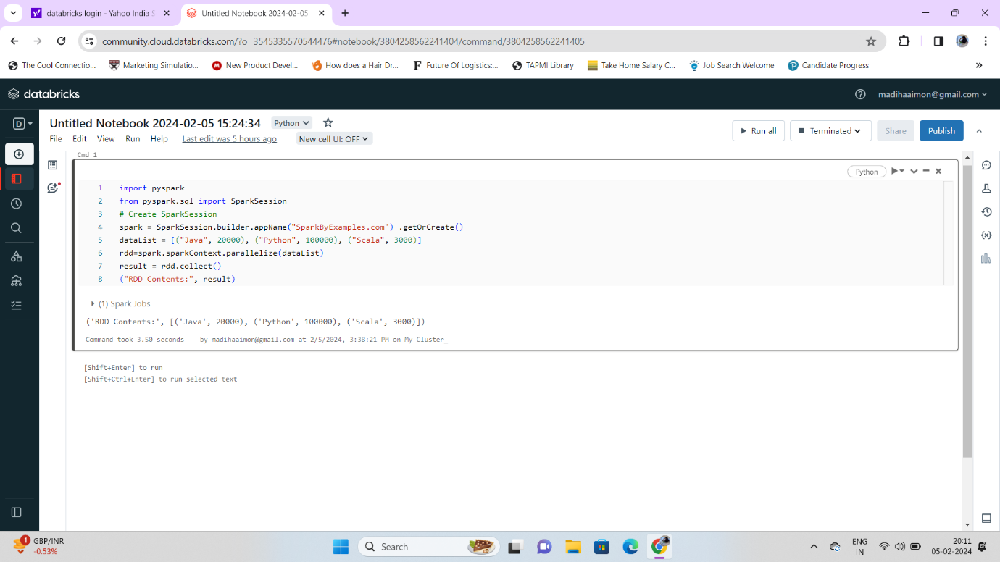 databricks login - Yahoo India S
Untitled Notebook 2024-02-05
community.cloud.databricks.com/?o=3545335570544476#notebook/3804258562241404/command/3804258562241405
The Cool Connectio...
Marketing Simulatio...
New Product Devel...
How does a Hair Dr...
Future Of Logistics:...
TAPMI Library
Take Home Salary C...
Job Search Welcome
Candidate Progress
databricks
madihaaimon@gmail.com
D
Untitled Notebook 2024-02-05 15:24:34
Python
File Edit View Run Help
Last edit was 5 hours ago
New cell UI: OFF
Run all
Terminated
Share
Publish
Cmd 1
Python
1 import pyspark
2 from pyspark.sql import SparkSession
3 # Create SparkSession
4 spark = SparkSession.builder.appName("SparkByExamples.com") .getOrCreate()
5 dataList = [("Java", 20000), ("Python", 100000), ("Scala", 3000)]
6 rdd=spark.sparkContext.parallelize(dataList)
7 result = rdd.collect()
8 ("RDD Contents:", result)
(1) Spark Jobs
('RDD Contents:', [('Java', 20000), ('Python', 100000), ('Scala', 3000)])
Command took 3.50 seconds -- by madihaaimon@gmail.com at 2/5/2024, 3:38:21 PM on My Cluster_
[Shift+Enter] to run
[Shift+Ctrl+Enter] to run selected text
1
GBP/INR
-0.53%
Search
ENG
IN
20:11
05-02-2024